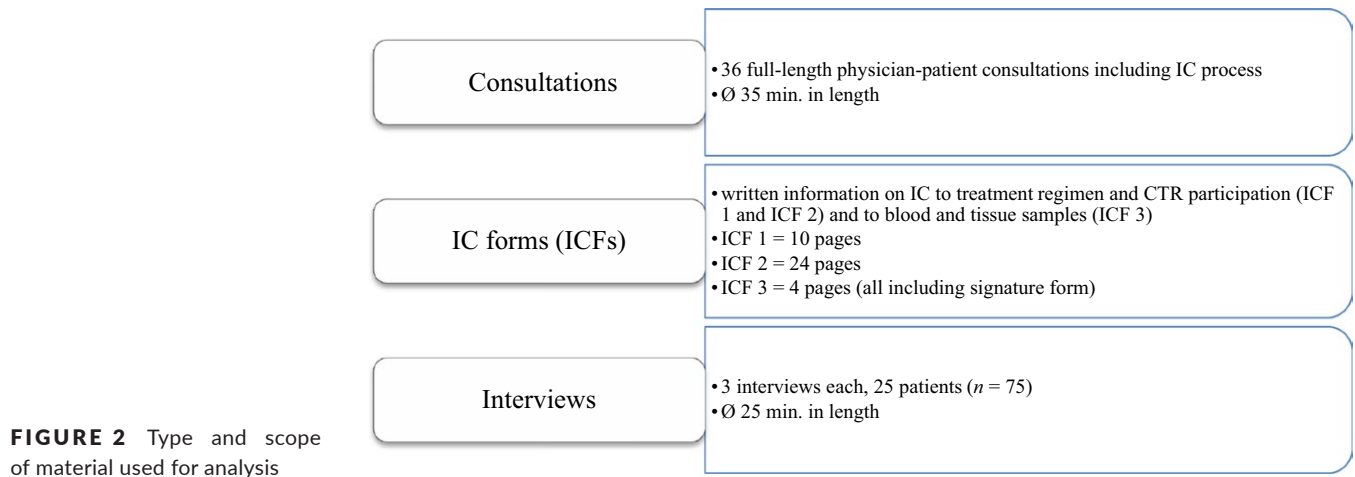 Consultations
•36 full-length physician-patient consultations including IC process
•Ø 35 min. in length
IC forms (ICFs)
•written information on IC to treatment regimen and CTR participation (ICF
1 and ICF 2) and to blood and tissue samples (ICF 3)
•ICF 1 = 10 pages
•ICF 2 = 24 pages
•ICF 3 = 4 pages (all including signature form)
Interviews
•3 interviews each, 25 patients (n = 75)
•Ø 25 min. in length
FIGURE 2 Type and scope
of material used for analysis